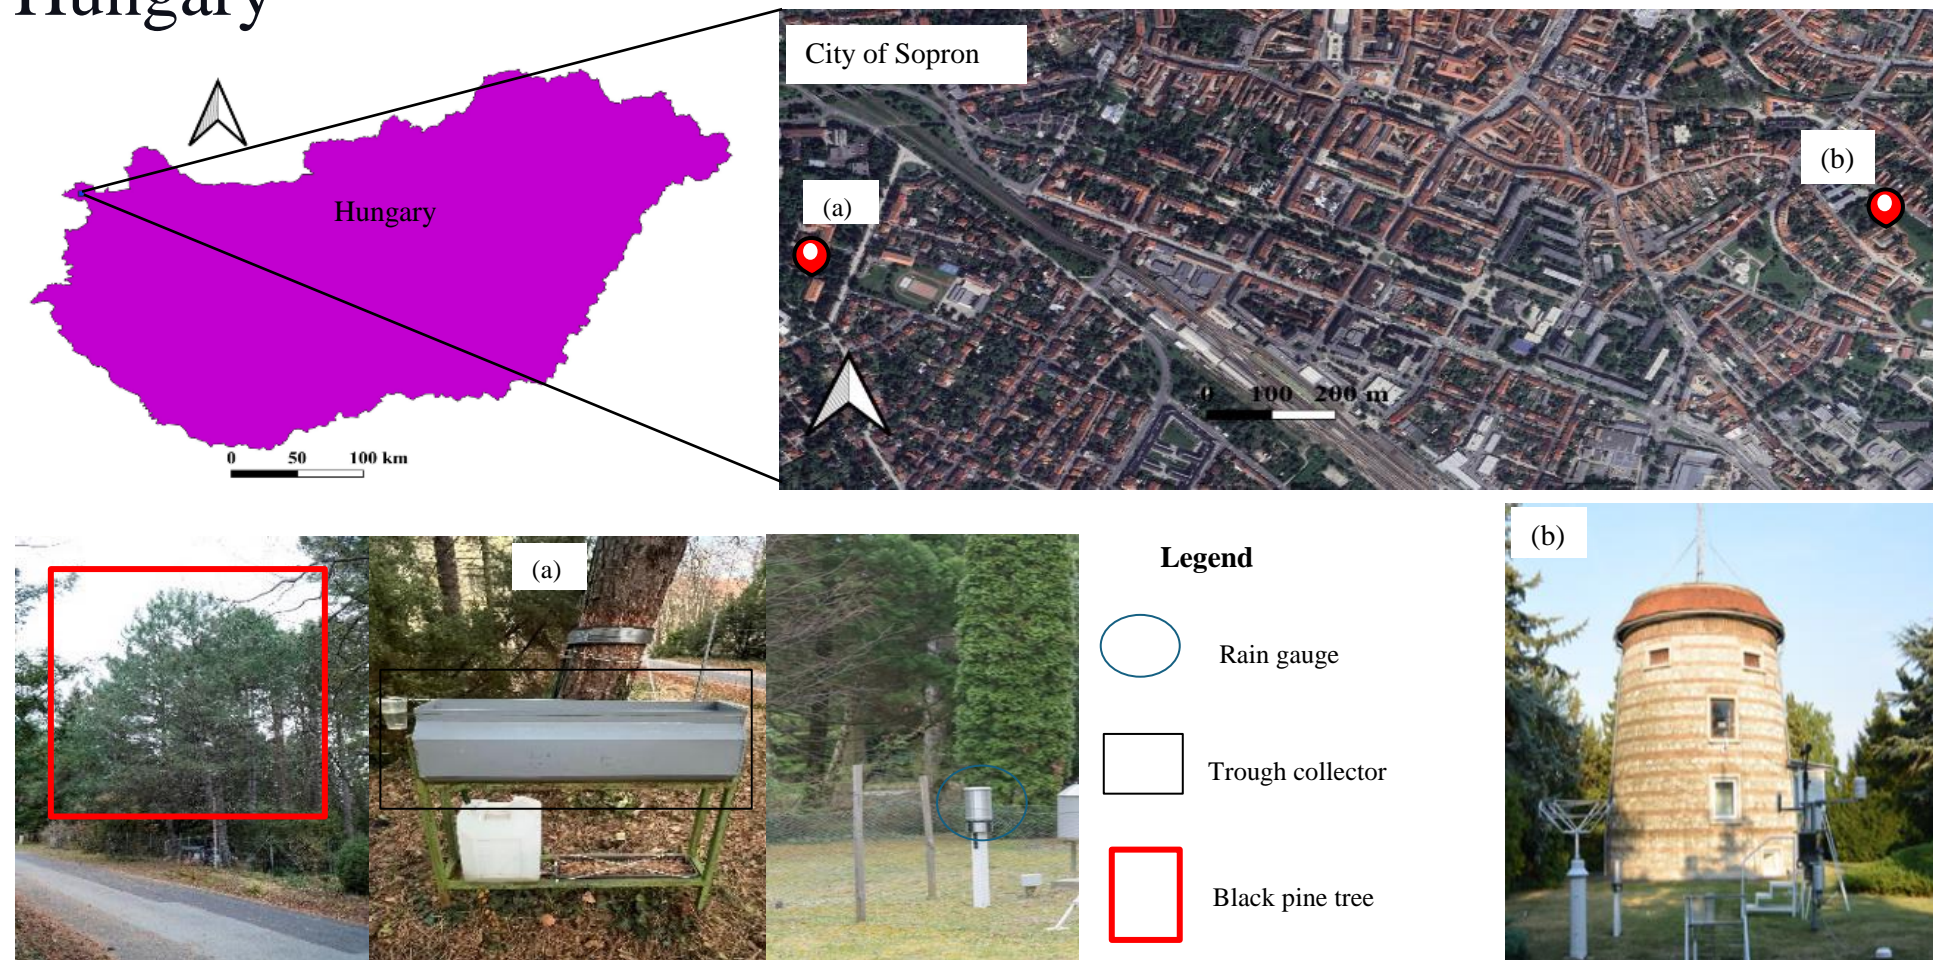 Hungary
City of Sopron
(b)
(a)
Hungary
0 100 200 m
0 50 100 km
(a)
Legend
(b)
Rain gauge
Trough collector
Black pine tree